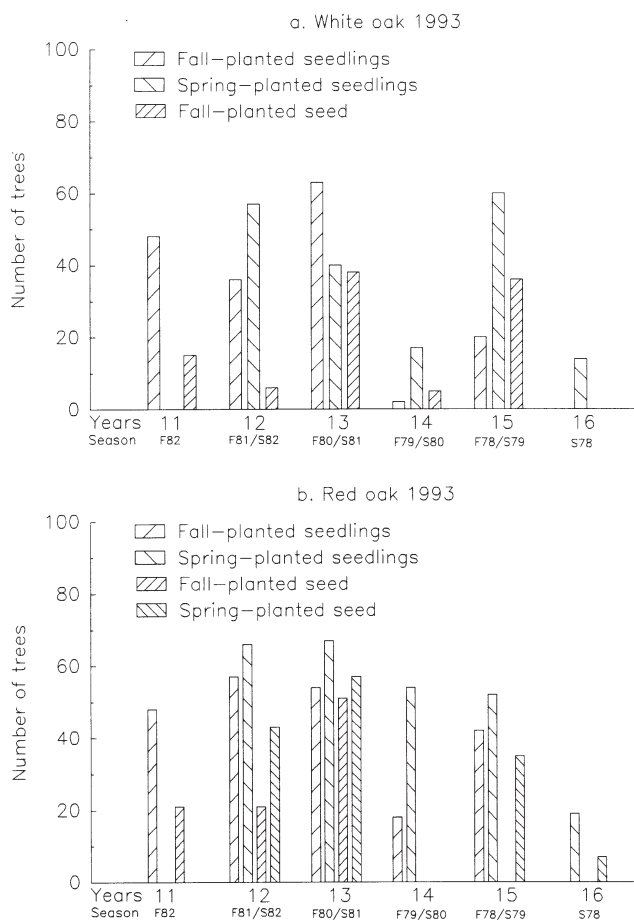 a. White oak 1993
Fall-planted seedlings
Spring-planted seedlings
Fall-planted seed
Number of trees
100
80
60
40
20
0
Years 11 12 13 14 15 16
Season F82 F81/S82 F80/S81 F79/S80 F78/S79 S78
b. Red oak 1993
Fall-planted seedlings
Spring-planted seedlings
Fall-planted seed
Spring-planted seed
Number of trees
100
80
60
40
20
0
Years 11 12 13 14 15 16
Season F82 F81/S82 F80/S81 F79/S80 F78/S79 S78